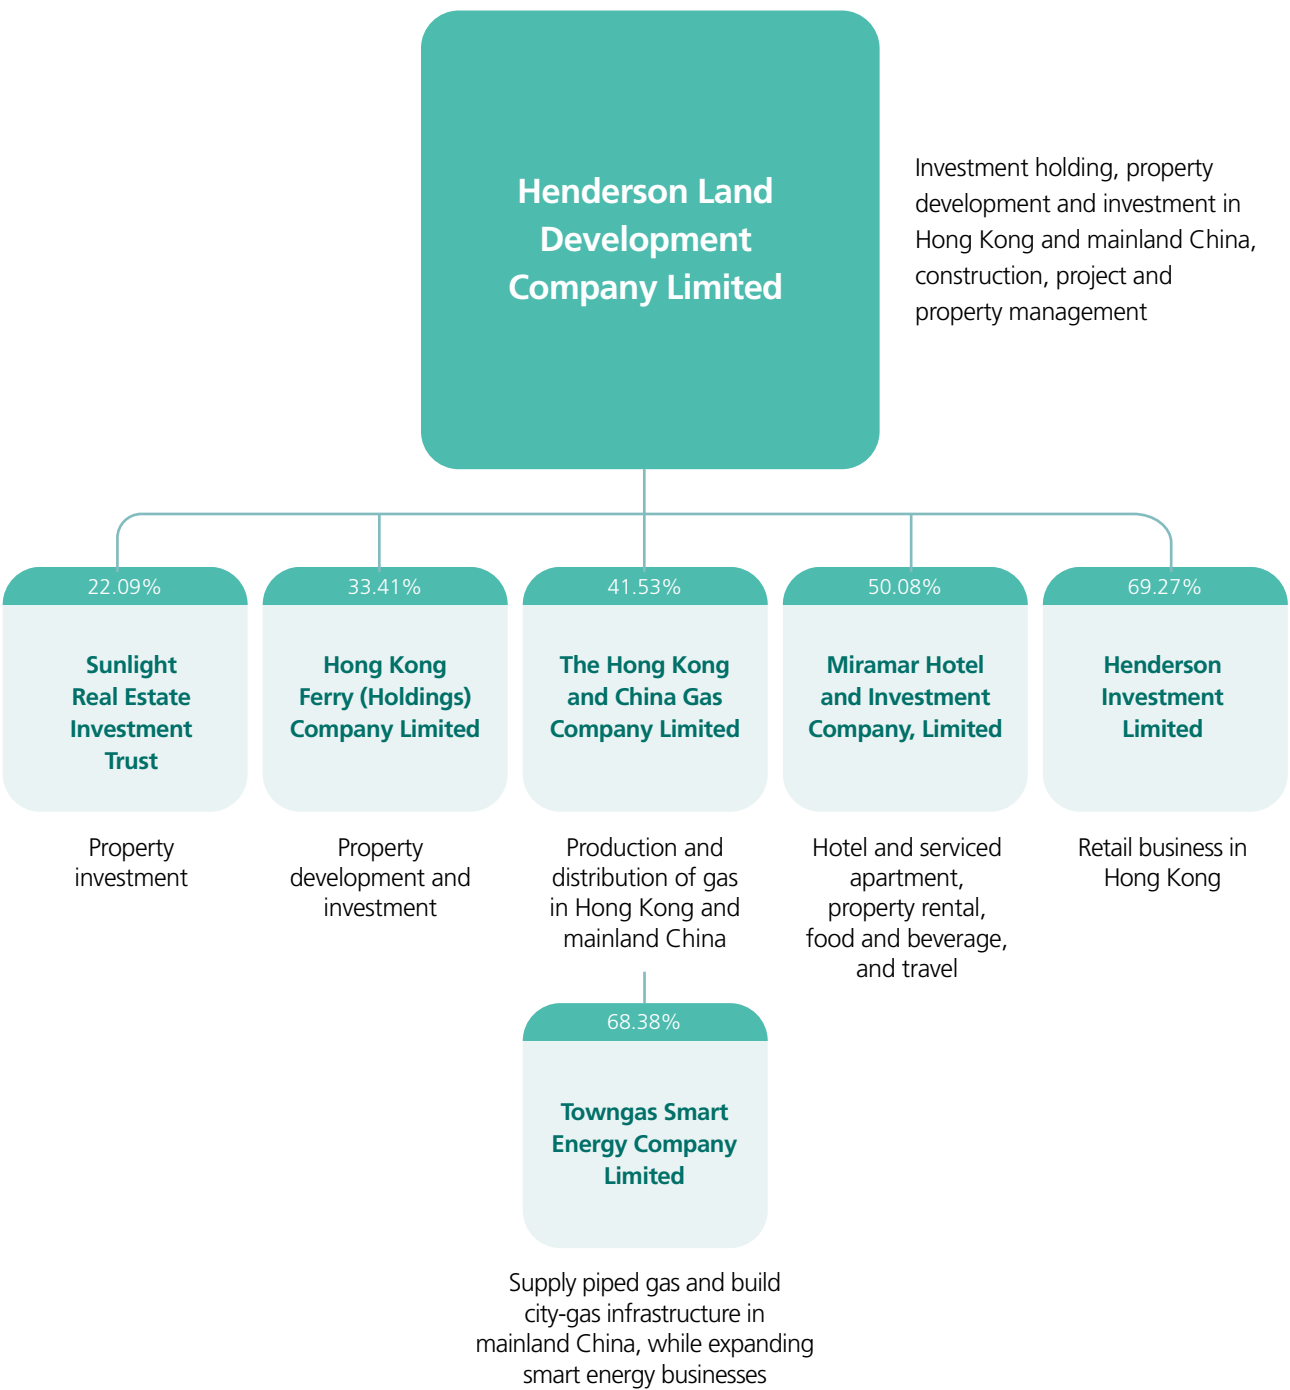 Henderson Land
Development
Company Limited
Investment holding, property
development and investment in
Hong Kong and mainland China,
construction, project and
property management
22.09%
Sunlight
Real Estate
Investment
Trust
Property
investment
33.41%
Hong Kong
Ferry (Holdings)
Company Limited
Property
development and
investment
41.53%
The Hong Kong
and China Gas
Company Limited
Production and
distribution of gas
in Hong Kong and
mainland China
50.08%
Miramar Hotel
and Investment
Company, Limited
Hotel and serviced
apartment,
property rental,
food and beverage,
and travel
69.27%
Henderson
Investment
Limited
Retail business in
Hong Kong
68.38%
Towngas Smart
Energy Company
Limited
Supply piped gas and build
city-gas infrastructure in
mainland China, while expanding
smart energy businesses